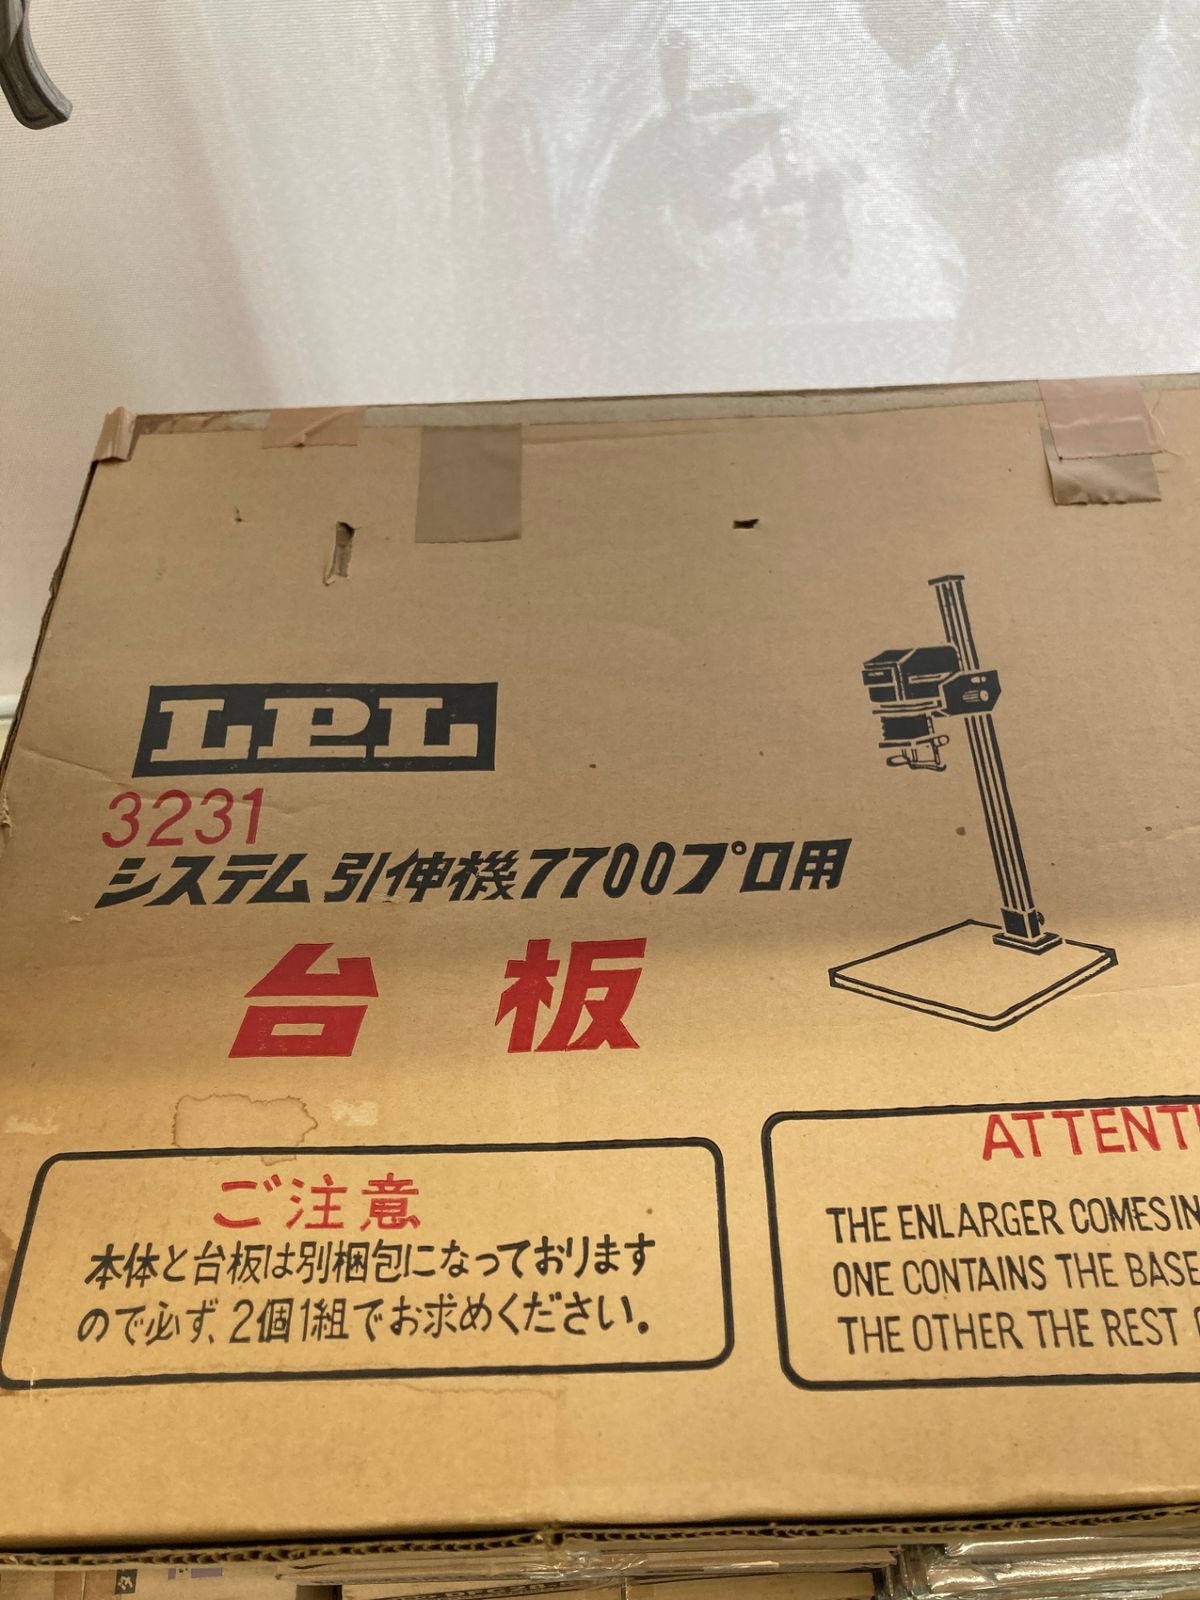 LPL
3231
システム引伸機7700プロ用
台板
ご注意
本体と台板は別梱包になっております
ので必ず、2個1組でお求めください。
THE ENLARGER COMES IN
ONE CONTAINS THE BASE
THE OTHER THE REST